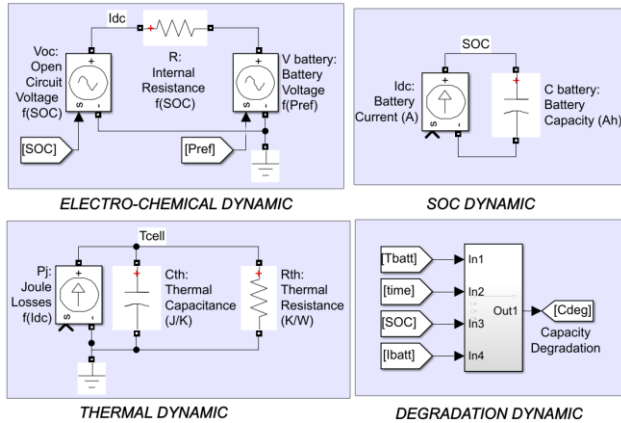 Idc
Voc:
Open
Circuit
Voltage
f(SOC)
+
s
-
R:
Internal
Resistance
f(SOC)
V battery:
Battery
Voltage
f(Pref)
+
s
-
[SOC]
[Pref]
ELECTRO-CHEMICAL DYNAMIC
SOC
Idc:
Battery
Current (A)
+
s
-
C battery:
Battery
Capacity (Ah)
+
SOC DYNAMIC
Tcell
Pj:
Joule
Losses
f(Idc)
+
s
-
Cth:
Thermal
Capacitance
(J/K)
+
Rth:
Thermal
Resistance
(K/W)
+
THERMAL DYNAMIC
[Tbatt]
[time]
[SOC]
[Ibatt]
In1
In2
In3
In4
Out1
[Cdeg]
Capacity
Degradation
DEGRADATION DYNAMIC